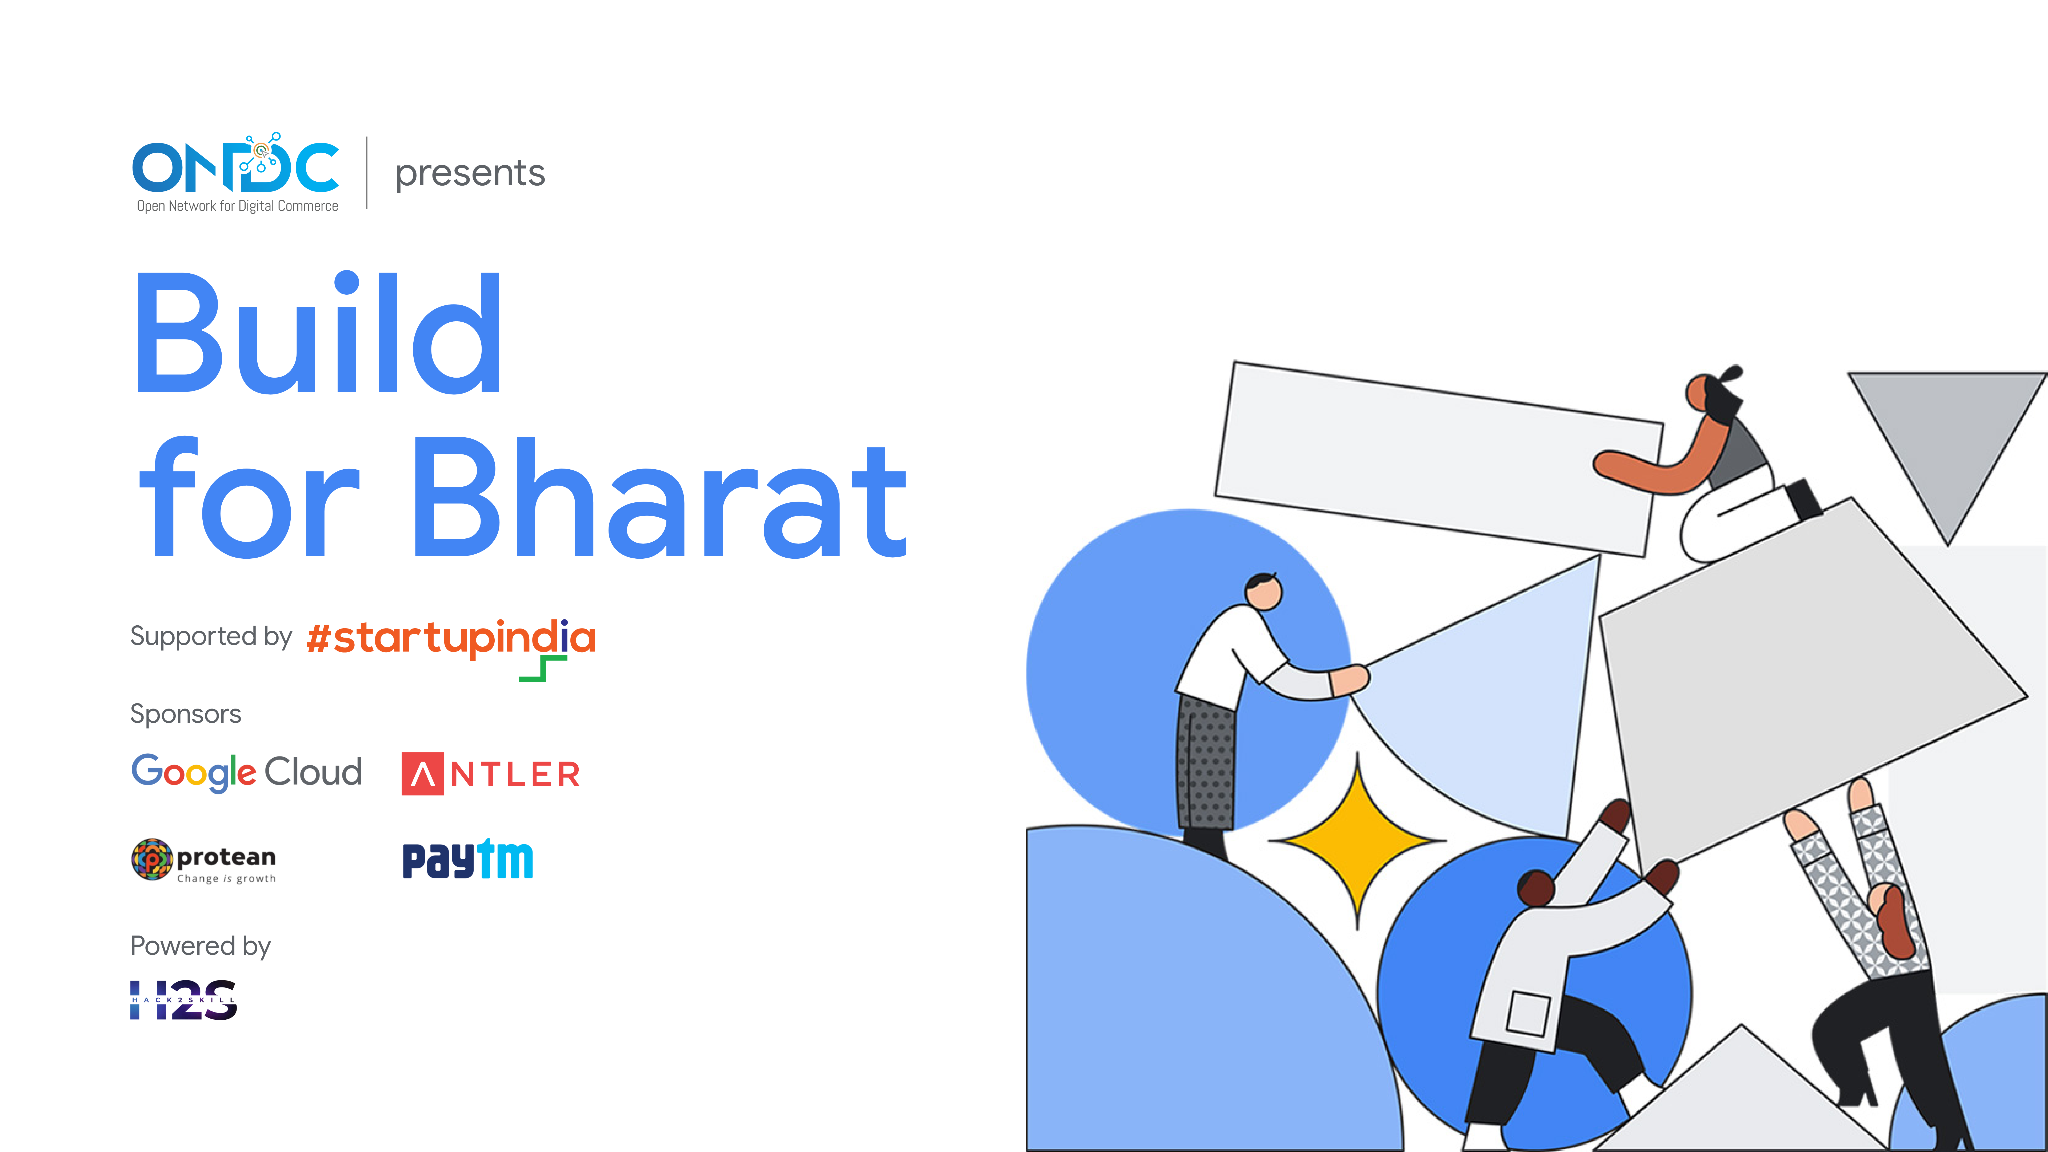 ONDC
Open Network for Digital Commerce
presents
Build
for Bharat
Supported by #startupindia
Sponsors
Google Cloud
ANTLER
protean
Change is growth
paytm
Powered by
H2S
HACK2SKILL